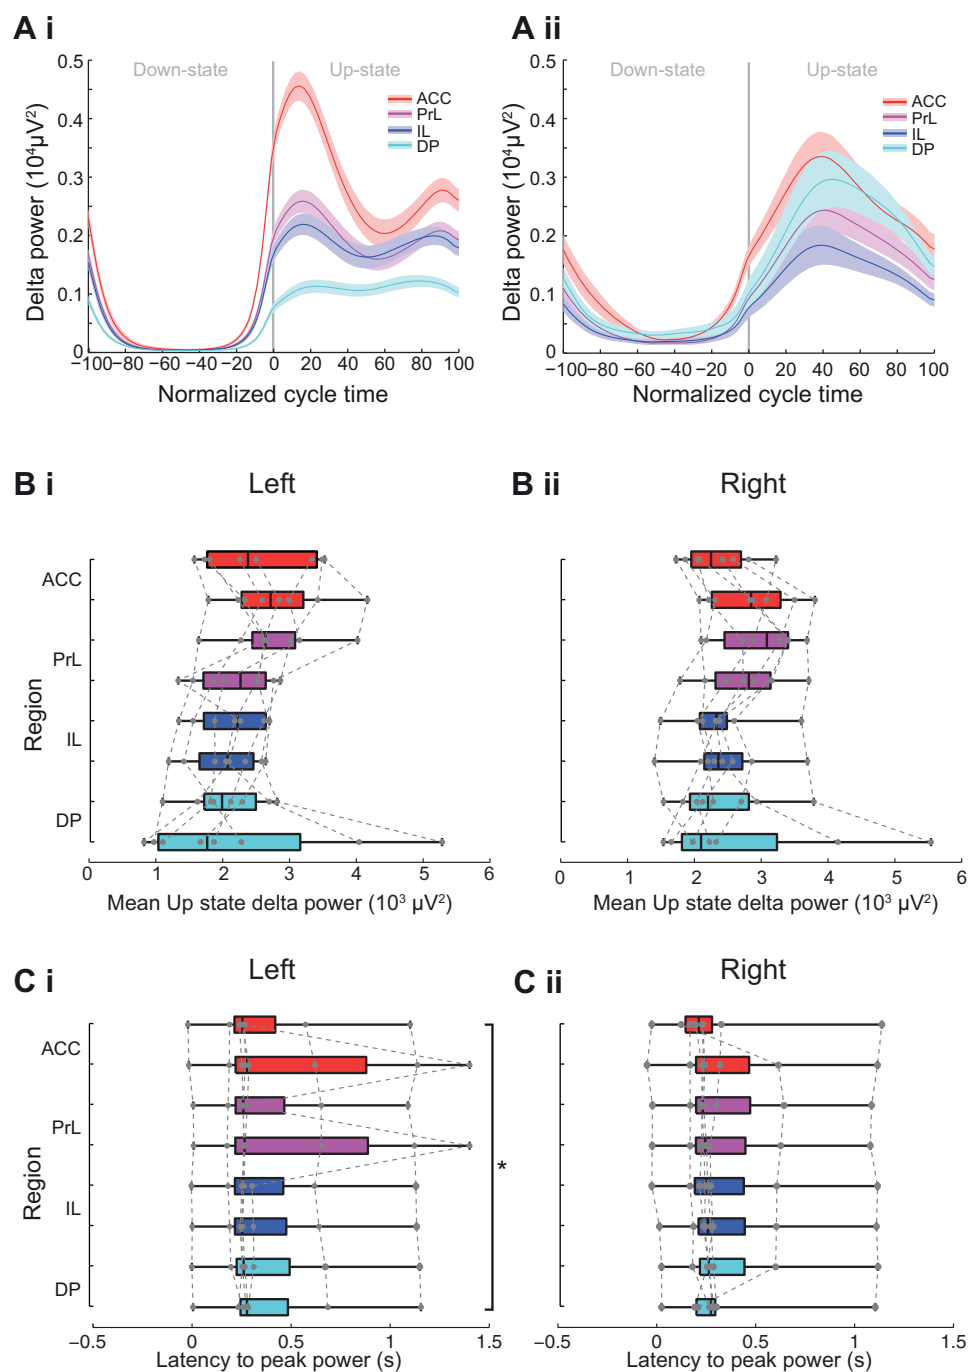 A i
A ii
0.5
0.4
0.3
0.2
0.1
0
Delta power (10⁴µV²)
Down-state
Up-state
ACC
PrL
IL
DP
−100
−80
−60
−40
−20
0
20
40
60
80
100
Normalized cycle time
0.5
0.4
0.3
0.2
0.1
0
Delta power (10⁴µV²)
Down-state
Up-state
ACC
PrL
IL
DP
−100
−80
−60
−40
−20
0
20
40
60
80
100
Normalized cycle time
B i
Left
B ii
Right
Region
ACC
PrL
IL
DP
0
1
2
3
4
5
6
Mean Up state delta power (10³ µV²)
0
1
2
3
4
5
6
Mean Up state delta power (10³ µV²)
C i
Left
C ii
Right
Region
ACC
PrL
IL
DP
*
−0.5
0
0.5
1
1.5
Latency to peak power (s)
−0.5
0
0.5
1
1.5
Latency to peak power (s)